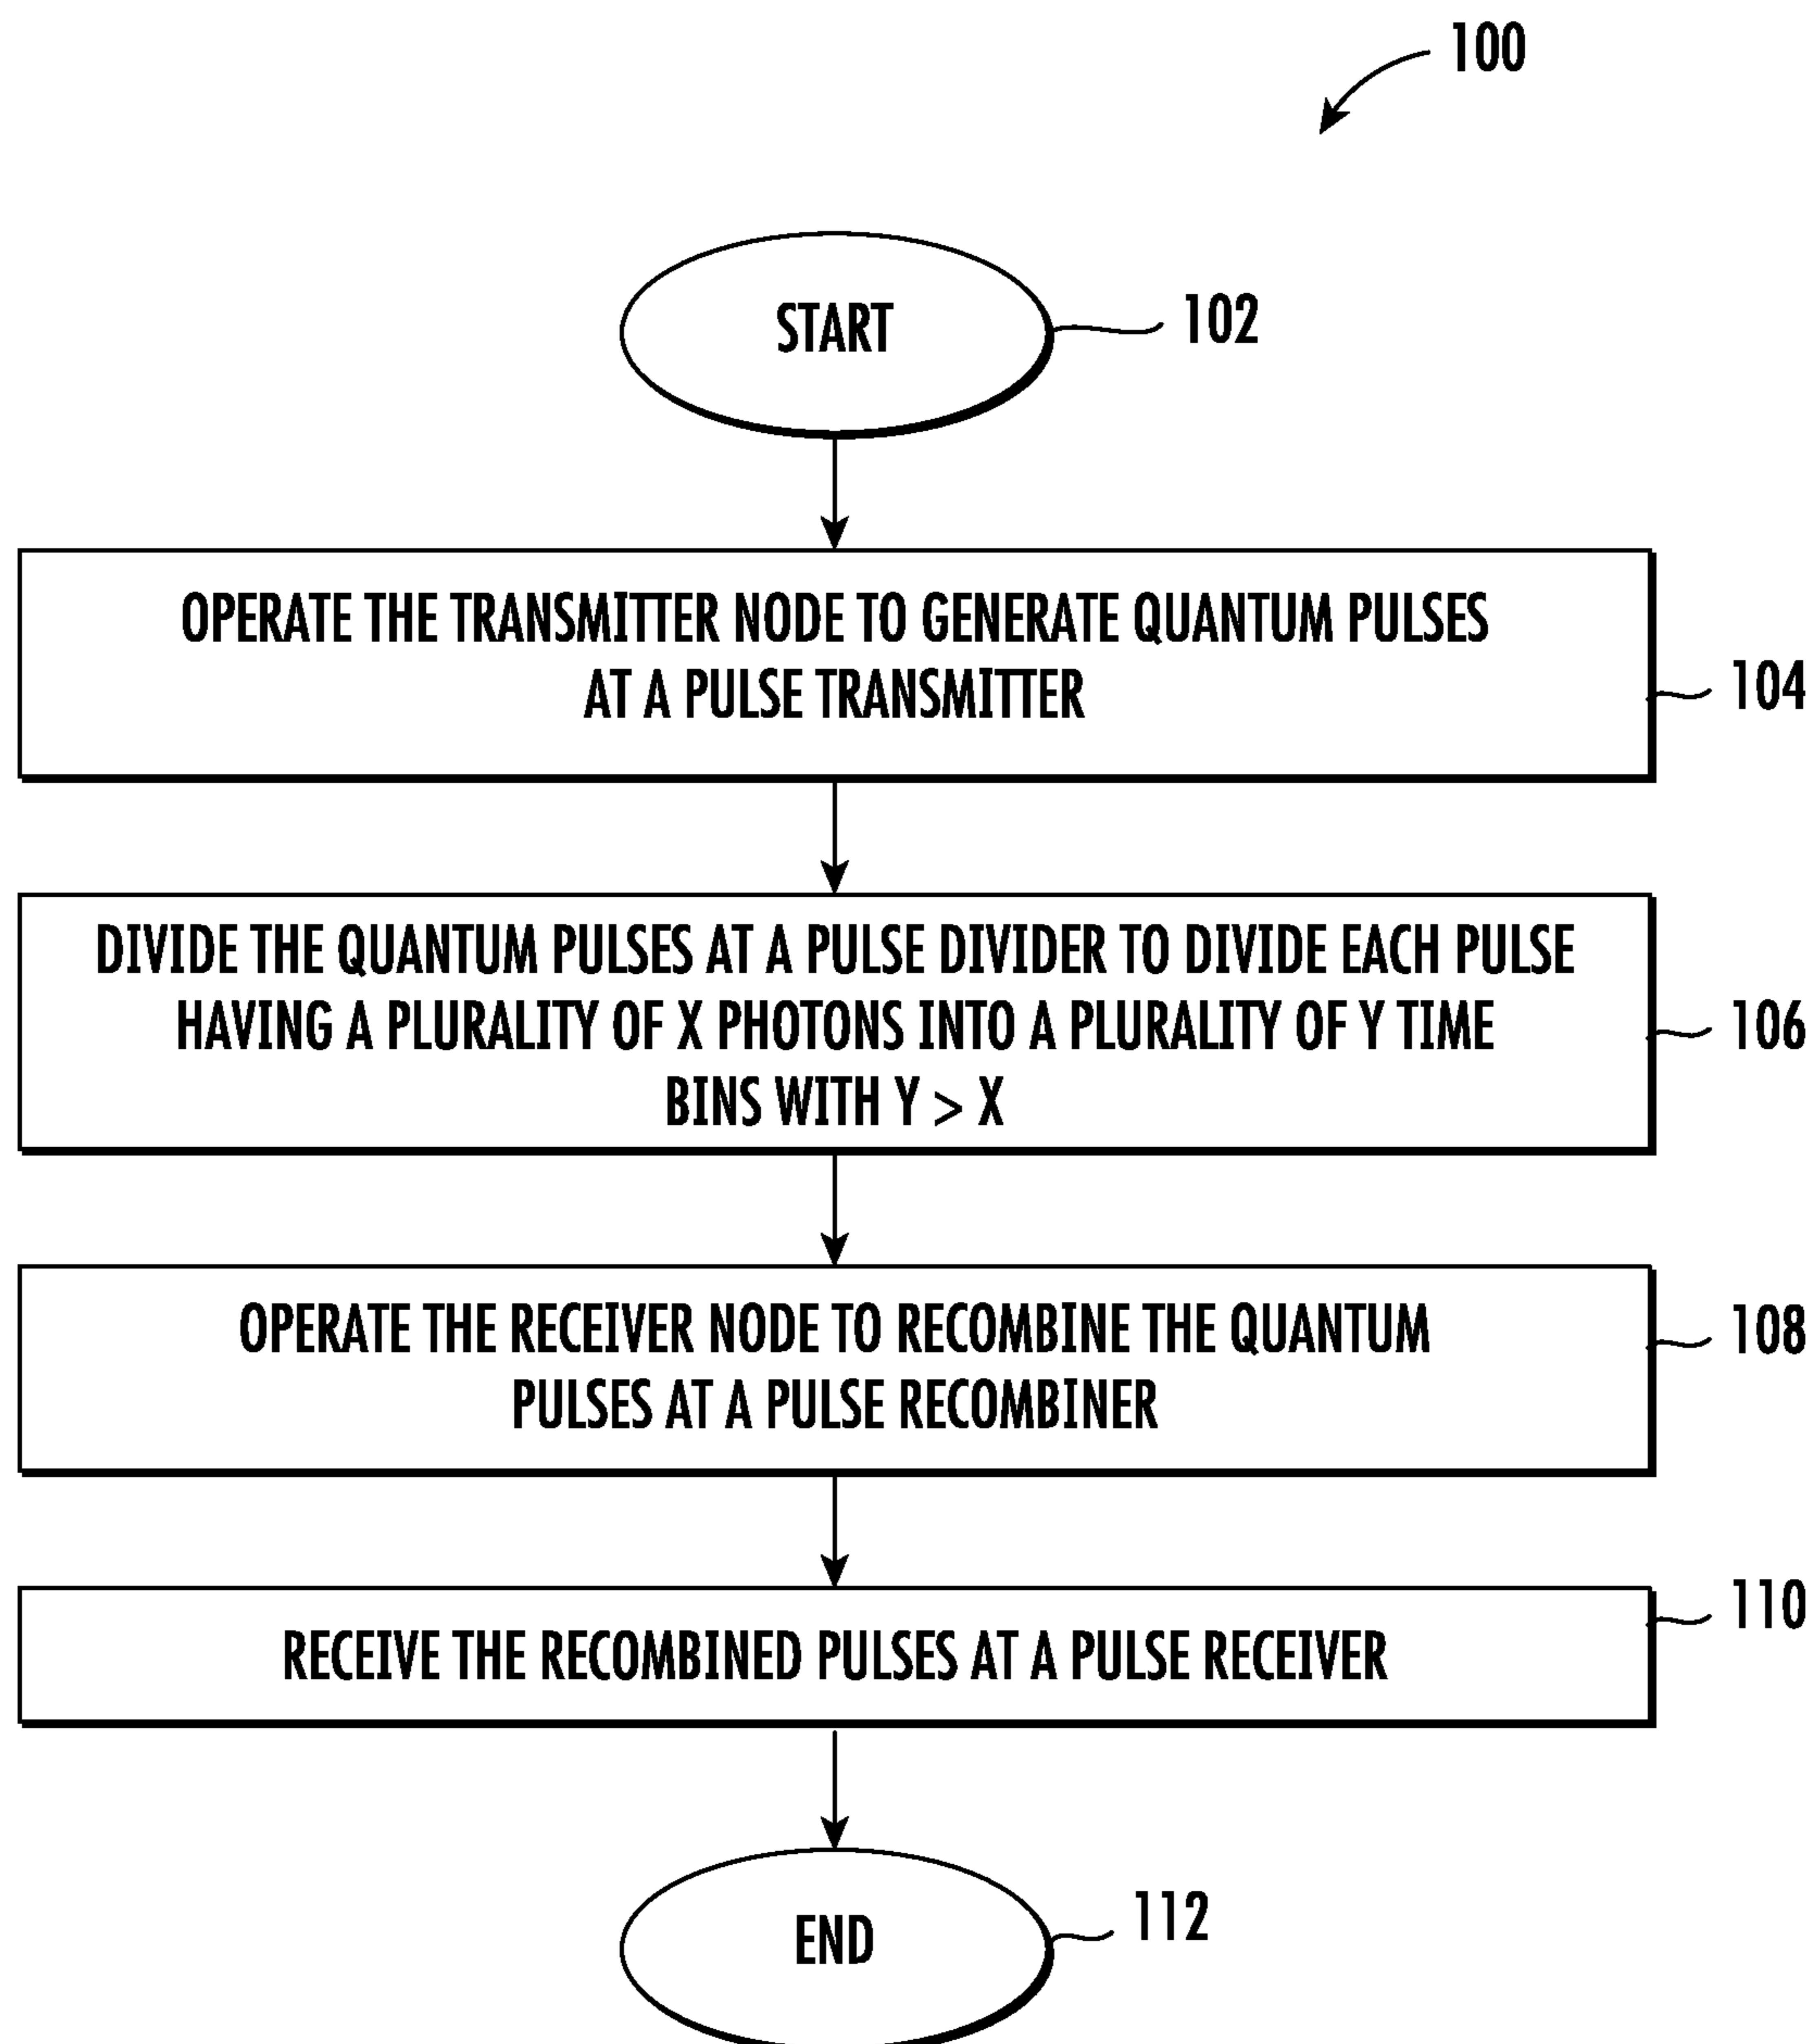 100
START
102
OPERATE THE TRANSMITTER NODE TO GENERATE QUANTUM PULSES
AT A PULSE TRANSMITTER
104
DIVIDE THE QUANTUM PULSES AT A PULSE DIVIDER TO DIVIDE EACH PULSE
HAVING A PLURALITY OF X PHOTONS INTO A PLURALITY OF Y TIME
BINS WITH Y > X
106
OPERATE THE RECEIVER NODE TO RECOMBINE THE QUANTUM
PULSES AT A PULSE RECOMBINER
108
RECEIVE THE RECOMBINED PULSES AT A PULSE RECEIVER
110
END
112